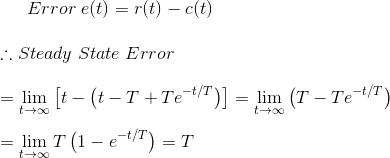 Error e(t) = r(t) − c(t)
∴ Steady State Error
= lim_{t→∞} [t − (t − T + Te^{−t/T})] = lim_{t→∞} (T − Te^{−t/T})
= lim_{t→∞} T (1 − e^{−t/T}) = T